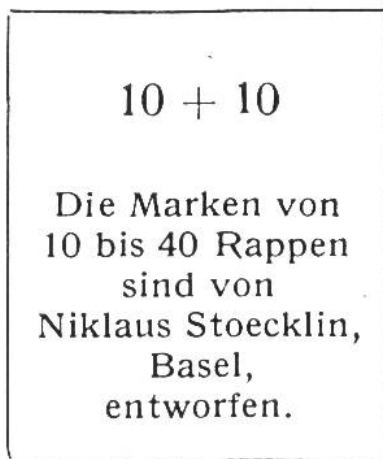 10 + 10
Die Marken von
10 bis 40 Rappen
sind von
Niklaus Stoecklin,
Basel,
entworfen.